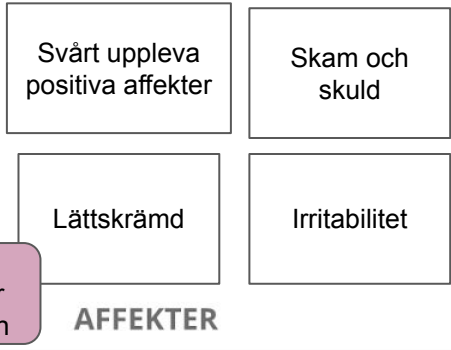 Svårt uppleva
positiva affekter
Skam och
skuld
Lättskrämd
Irritabilitet
AFFEKTER